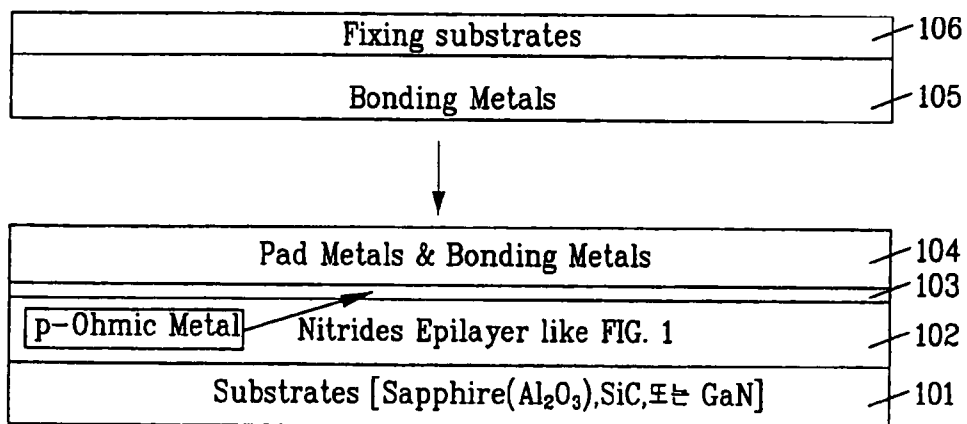 Fixing substrates 106
Bonding Metals 105
Pad Metals & Bonding Metals 104
103
p-Ohmic Metal
Nitrides Epilayer like FIG. 1 102
Substrates [Sapphire(Al₂O₃),SiC,또는 GaN] 101